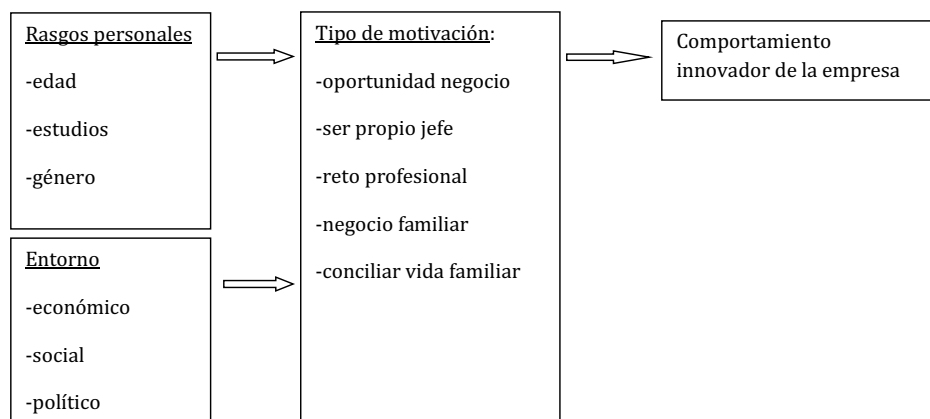 Rasgos personales
-edad
-estudios
-género
Entorno
-económico
-social
-político
Tipo de motivación:
-oportunidad negocio
-ser propio jefe
-reto profesional
-negocio familiar
-conciliar vida familiar
Comportamiento
innovador de la empresa